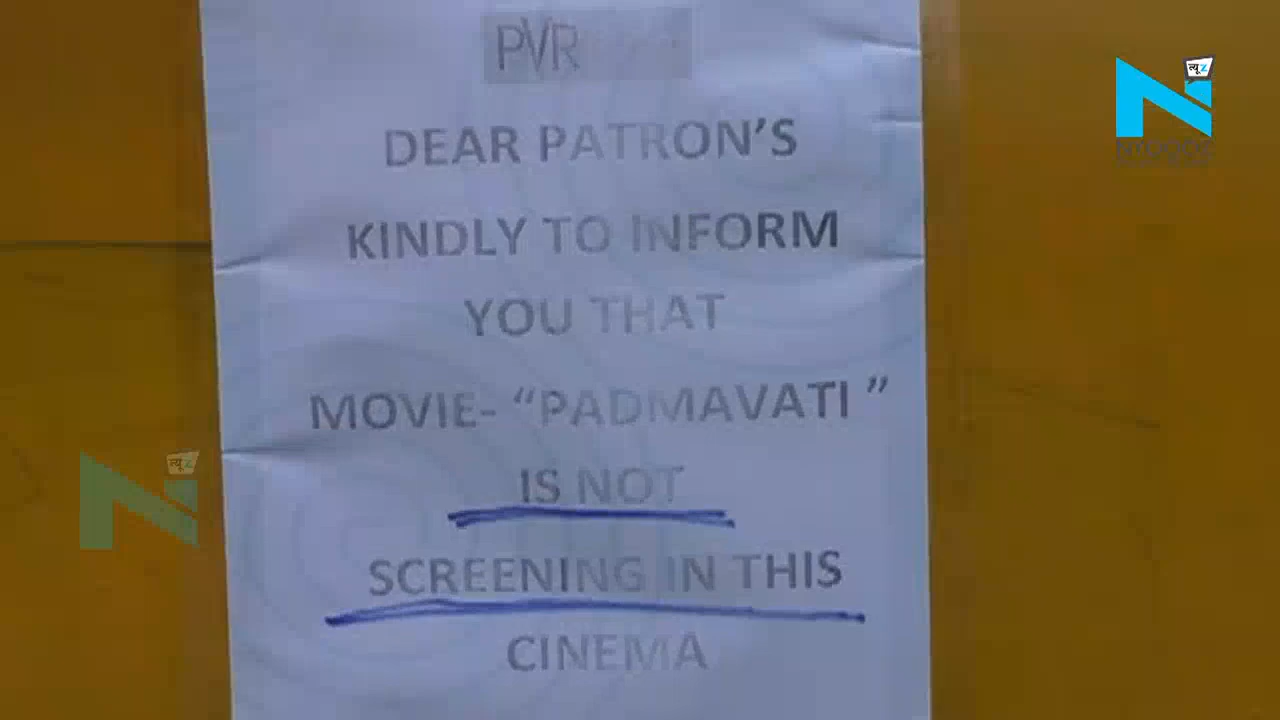 PVR
DEAR PATRON’S
KINDLY TO INFORM
YOU THAT
MOVIE- “PADMAVATI ”
IS NOT
SCREENING IN THIS
CINEMA
न्यूz
न्यूz